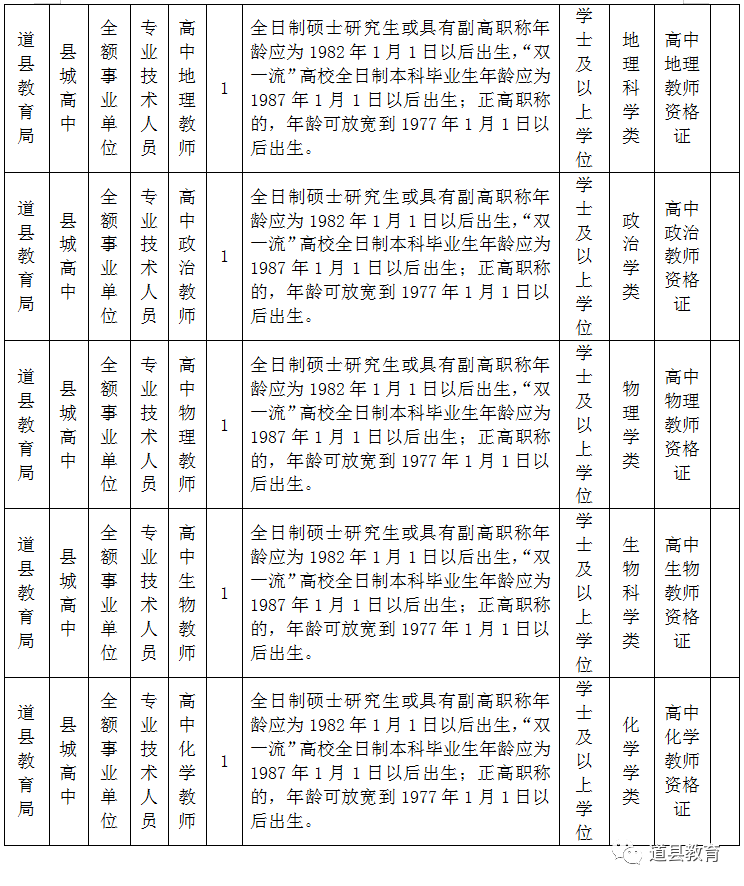 道县教育局
县城高中
全额事业单位
专业技术人员
高中地理教师
1
全日制硕士研究生或具有副高职称年
龄应为 1982 年 1 月 1 日以后出生，“双
一流”高校全日制本科毕业生年龄应为
1987 年 1 月 1 日以后出生；正高职称
的，年龄可放宽到 1977 年 1 月 1 日以
后出生。
学士及以上学位
地理科学类
高中
地理
教师
资格
证
道县教育局
县城高中
全额事业单位
专业技术人员
高中政治教师
1
全日制硕士研究生或具有副高职称年
龄应为 1982 年 1 月 1 日以后出生，“双
一流”高校全日制本科毕业生年龄应为
1987 年 1 月 1 日以后出生；正高职称
的，年龄可放宽到 1977 年 1 月 1 日以
后出生。
学士及以上学位
政治学类
高中
政治
教师
资格
证
道县教育局
县城高中
全额事业单位
专业技术人员
高中物理教师
1
全日制硕士研究生或具有副高职称年
龄应为 1982 年 1 月 1 日以后出生，“双
一流”高校全日制本科毕业生年龄应为
1987 年 1 月 1 日以后出生；正高职称
的，年龄可放宽到 1977 年 1 月 1 日以
后出生。
学士及以上学位
物理学类
高中
物理
教师
资格
证
道县教育局
县城高中
全额事业单位
专业技术人员
高中生物教师
1
全日制硕士研究生或具有副高职称年
龄应为 1982 年 1 月 1 日以后出生，“双
一流”高校全日制本科毕业生年龄应为
1987 年 1 月 1 日以后出生；正高职称
的，年龄可放宽到 1977 年 1 月 1 日以
后出生。
学士及以上学位
生物科学类
高中
生物
教师
资格
证
道县教育局
县城高中
全额事业单位
专业技术人员
高中化学教师
1
全日制硕士研究生或具有副高职称年
龄应为 1982 年 1 月 1 日以后出生，“双
一流”高校全日制本科毕业生年龄应为
1987 年 1 月 1 日以后出生；正高职称
的，年龄可放宽到 1977 年 1 月 1 日以
后出生。
学士及以上学位
化学学类
高中
化学
教师
资格
证
道县教育